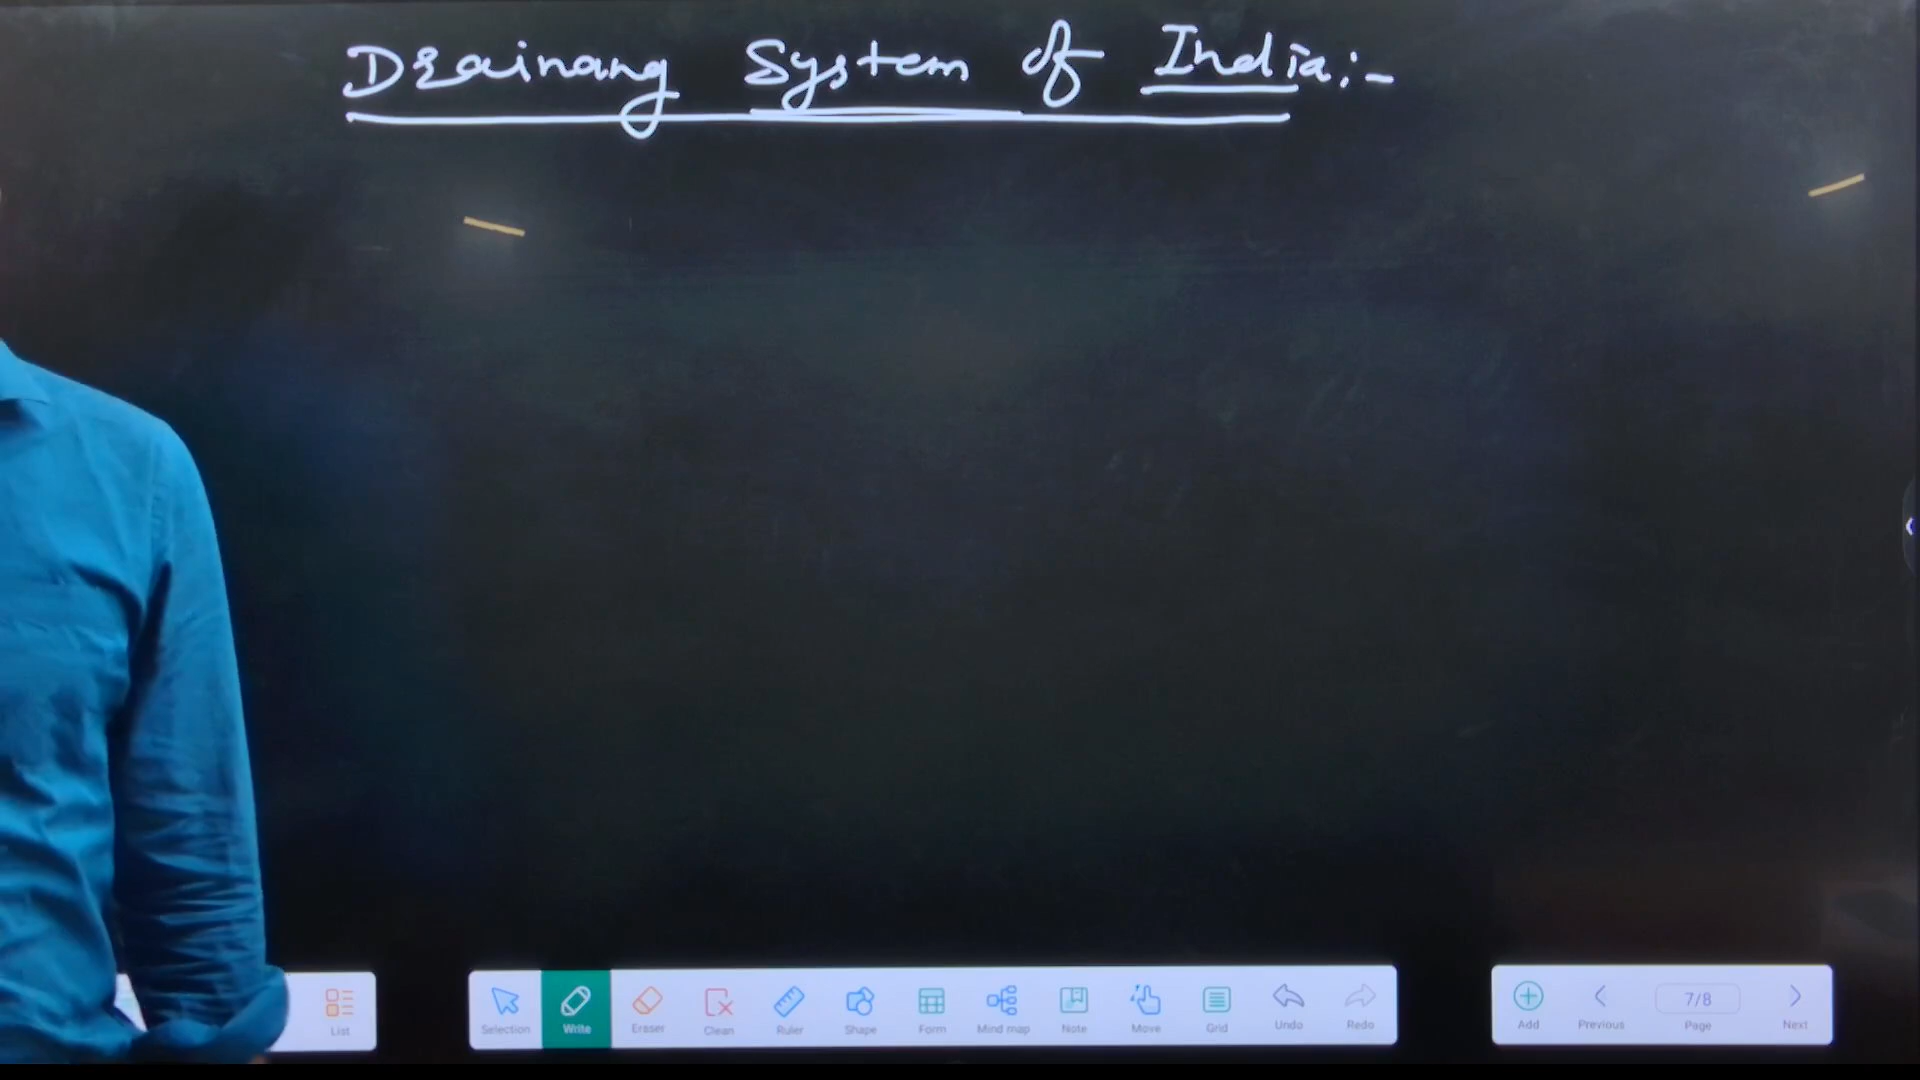 Drainang System of India:-
List
Selection Write Eraser Clean Ruler Shape Form Mind map Note Move Grid Undo Redo
Add Previous 7/8 Page Next